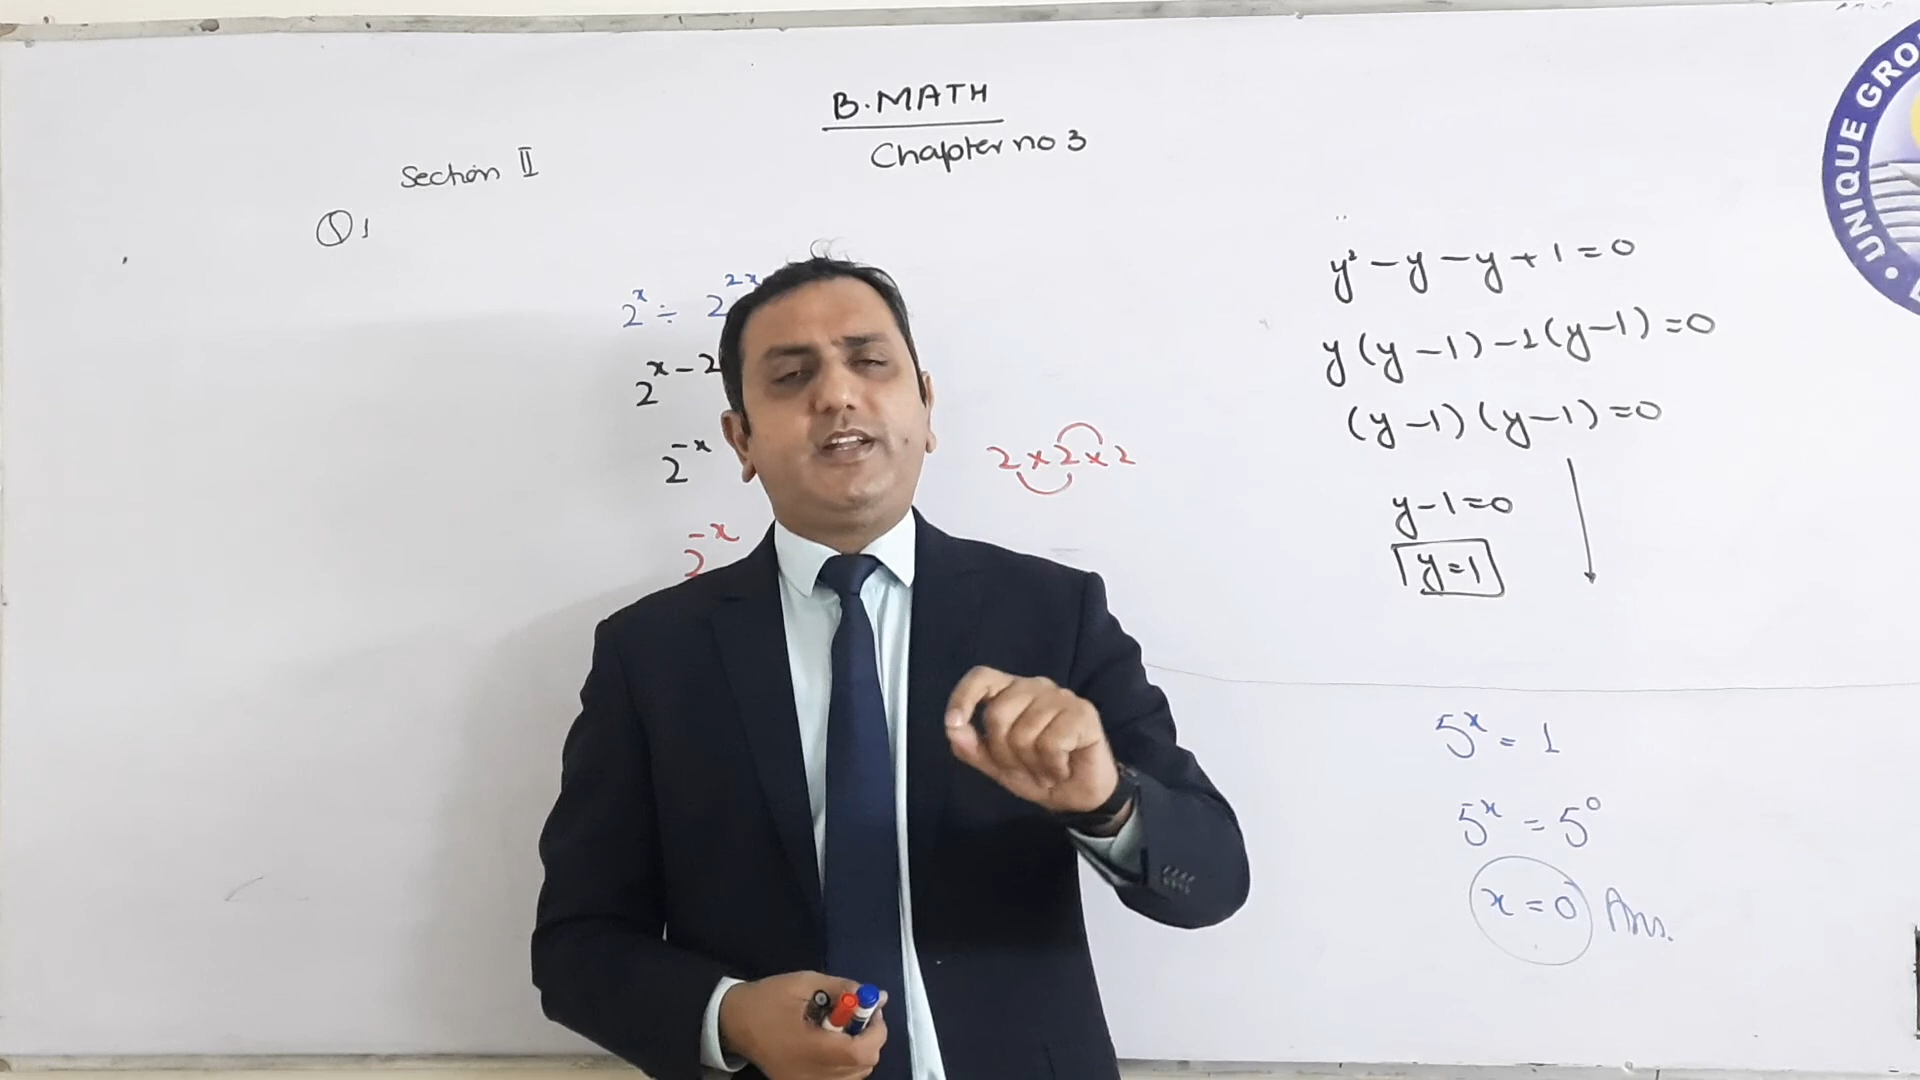 B.MATH
Chapter no 3
Section II
Q1
2^x ÷ 2^2x
2^x-2
2^-x
2^-x
2 x 2 x 2
y² - y - y + 1 = 0
y (y - 1) - 1 (y - 1) = 0
(y - 1) (y - 1) = 0
y - 1 = 0
y = 1
5^x = 1
5^x = 5^0
x = 0 Ans.
UNIQUE GRO